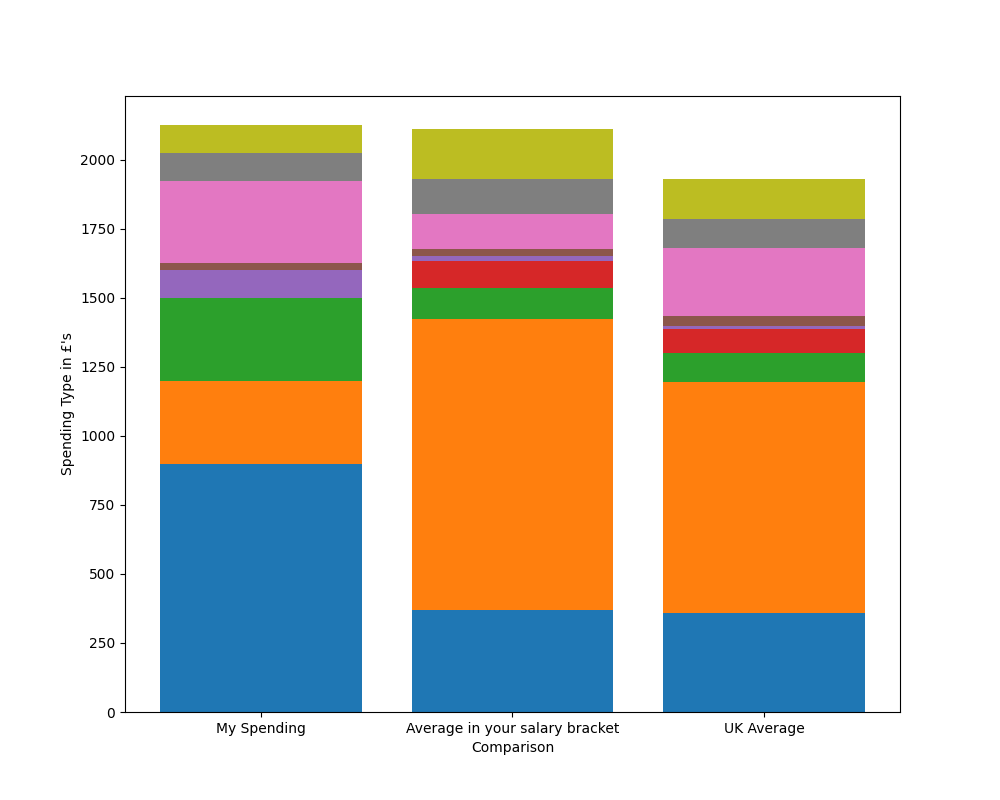 2000
1750
1500
1250
1000
750
500
250
0
Spending Type in £'s
My Spending
Average in your salary bracket
UK Average
Comparison